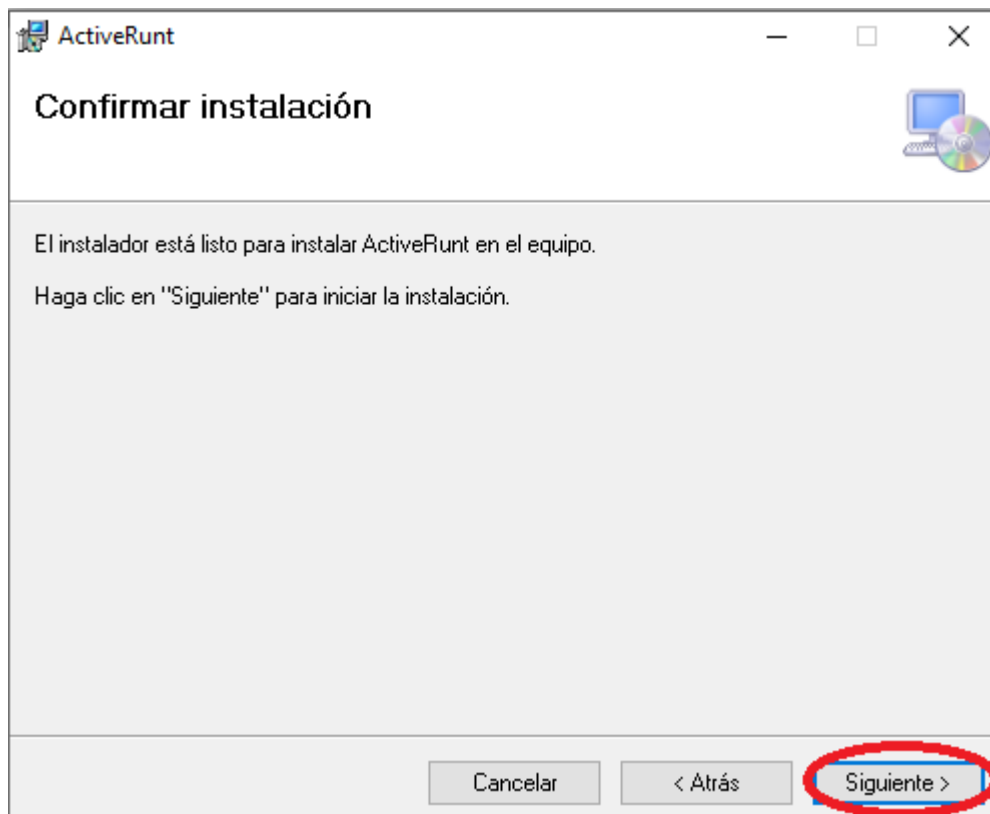 ActiveRunt
Confirmar instalación
El instalador está listo para instalar ActiveRunt en el equipo.
Haga clic en "Siguiente" para iniciar la instalación.
Cancelar
< Atrás
Siguiente >